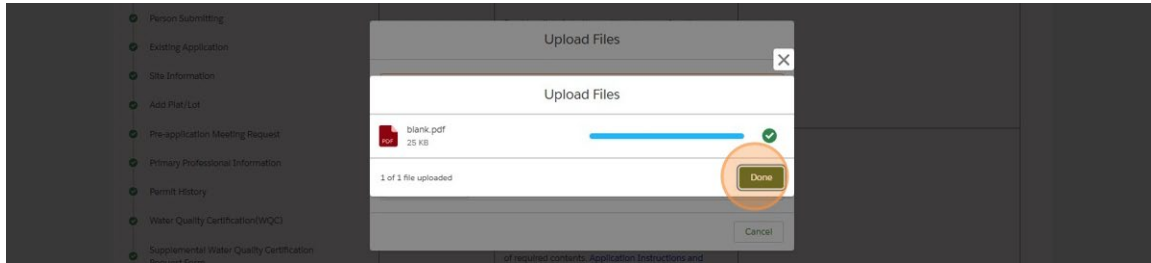 Person Submitting
Existing Application
Site Information
Add Plat/Lot
Pre-application Meeting Request
Primary Professional Information
Permit History
Water Quality Certification(WQC)
Supplemental Water Quality Certification
Request Form
Upload Files
Upload Files
PDF
blank.pdf
25 KB
1 of 1 file uploaded
Done
Cancel
of required contents. Application Instructions and